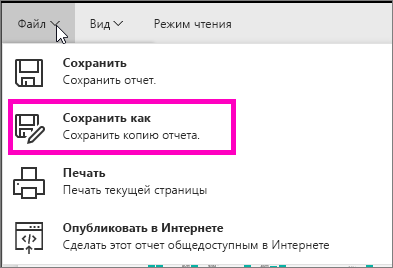 Файл Вид Режим чтения
Сохранить
Сохранить отчет.
Сохранить как
Сохранить копию отчета.
Печать
Печать текущей страницы
Опубликовать в Интернете
Сделать этот отчет общедоступным в Интернете